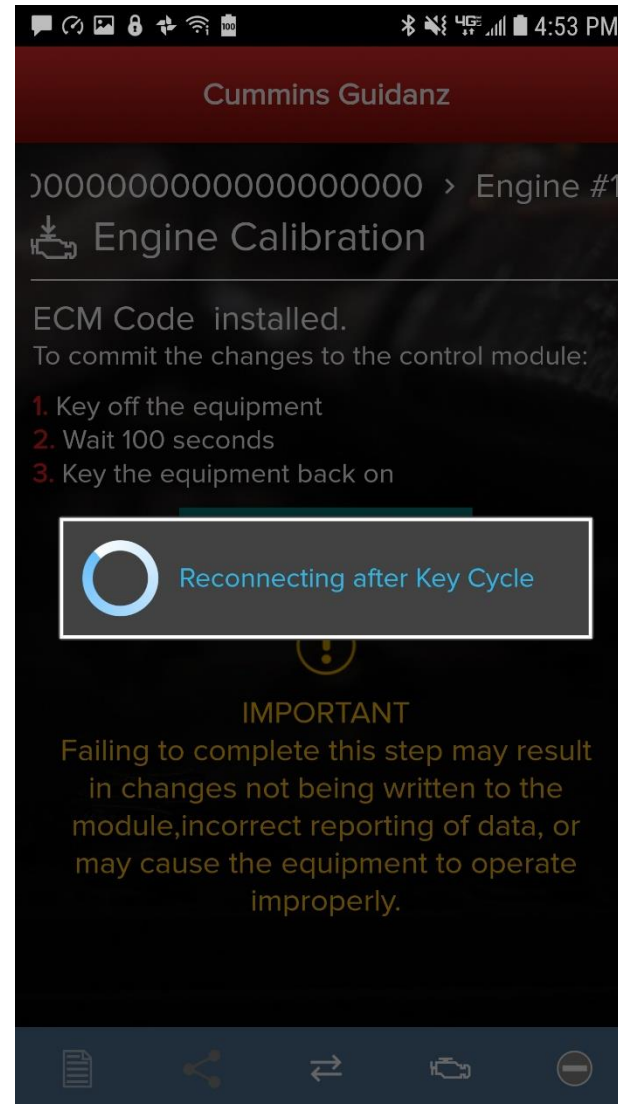 100 4GE 4:53 PM
Cummins Guidanz
00000000000000000000 > Engine #1
Engine Calibration
ECM Code installed.
To commit the changes to the control module:
1. Key off the equipment
2. Wait 100 seconds
3. Key the equipment back on
Reconnecting after Key Cycle
IMPORTANT
Failing to complete this step may result
in changes not being written to the
module,incorrect reporting of data, or
may cause the equipment to operate
improperly.